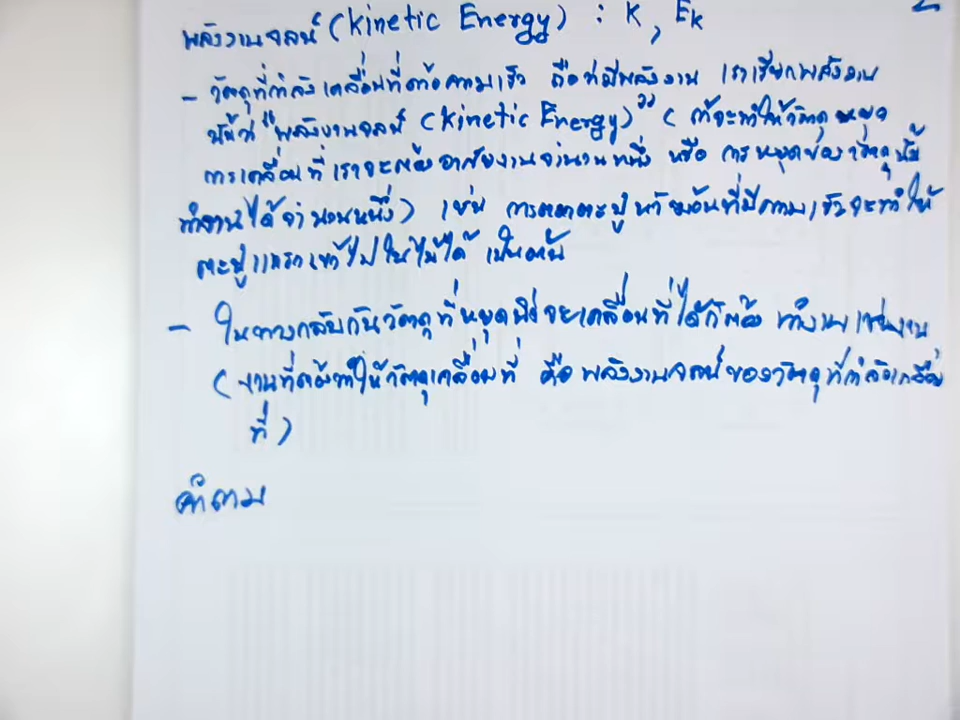 พลังงานจลน์ (Kinetic Energy) : K, Ek
- วัตถุที่กำลังเคลื่อนที่ด้วยความเร็ว ถือว่ามีพลังงาน เราเรียกพลังงาน
นี้ว่า "พลังงานจลน์ (Kinetic Energy)" ( ถ้าจะทำให้วัตถุ หยุด
การเคลื่อนที่ เราจะต้องอาศัยงานจำนวนหนึ่ง หรือ การหยุดของวัตถุนั้น
ทำงานได้จำนวนหนึ่ง) เช่น การตอกตะปู หัวฆ้อนที่มีความเร็วจะทำให้
ตะปูแทรกเข้าไปในไม้ได้ เป็นต้น
- ในทางกลับกันวัตถุที่หยุดนิ่งจะเคลื่อนที่ได้ก็ต้อง ทำงาน
( งานที่ต้องทำให้วัตถุเคลื่อนที่ คือ พลังงานจลน์ของวัตถุที่กำลังเคลื่อน
ที่ )
คำถาม